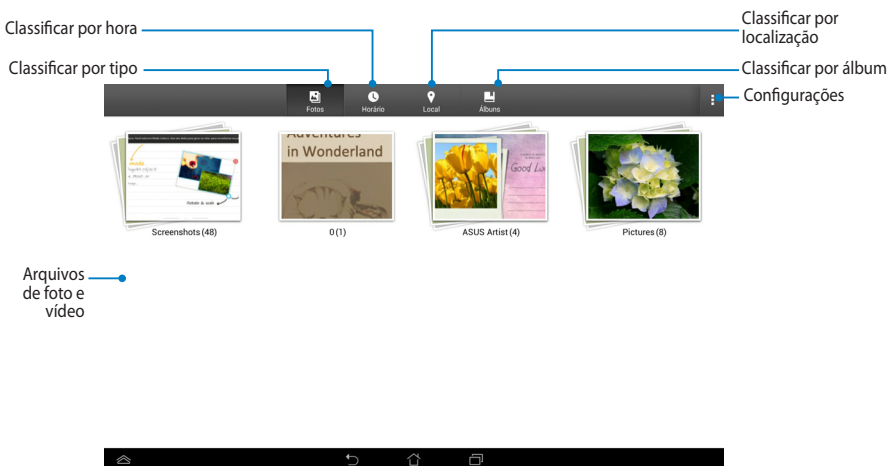 Classificar por hora
Classificar por tipo
Classificar por
localização
Classificar por álbum
Configurações
Fotos
Horário
Local
Álbuns
Adventures
in Wonderland
Good
Screenshots (48)
0 (1)
ASUS Artist (4)
Pictures (8)
Arquivos
de foto e
vídeo